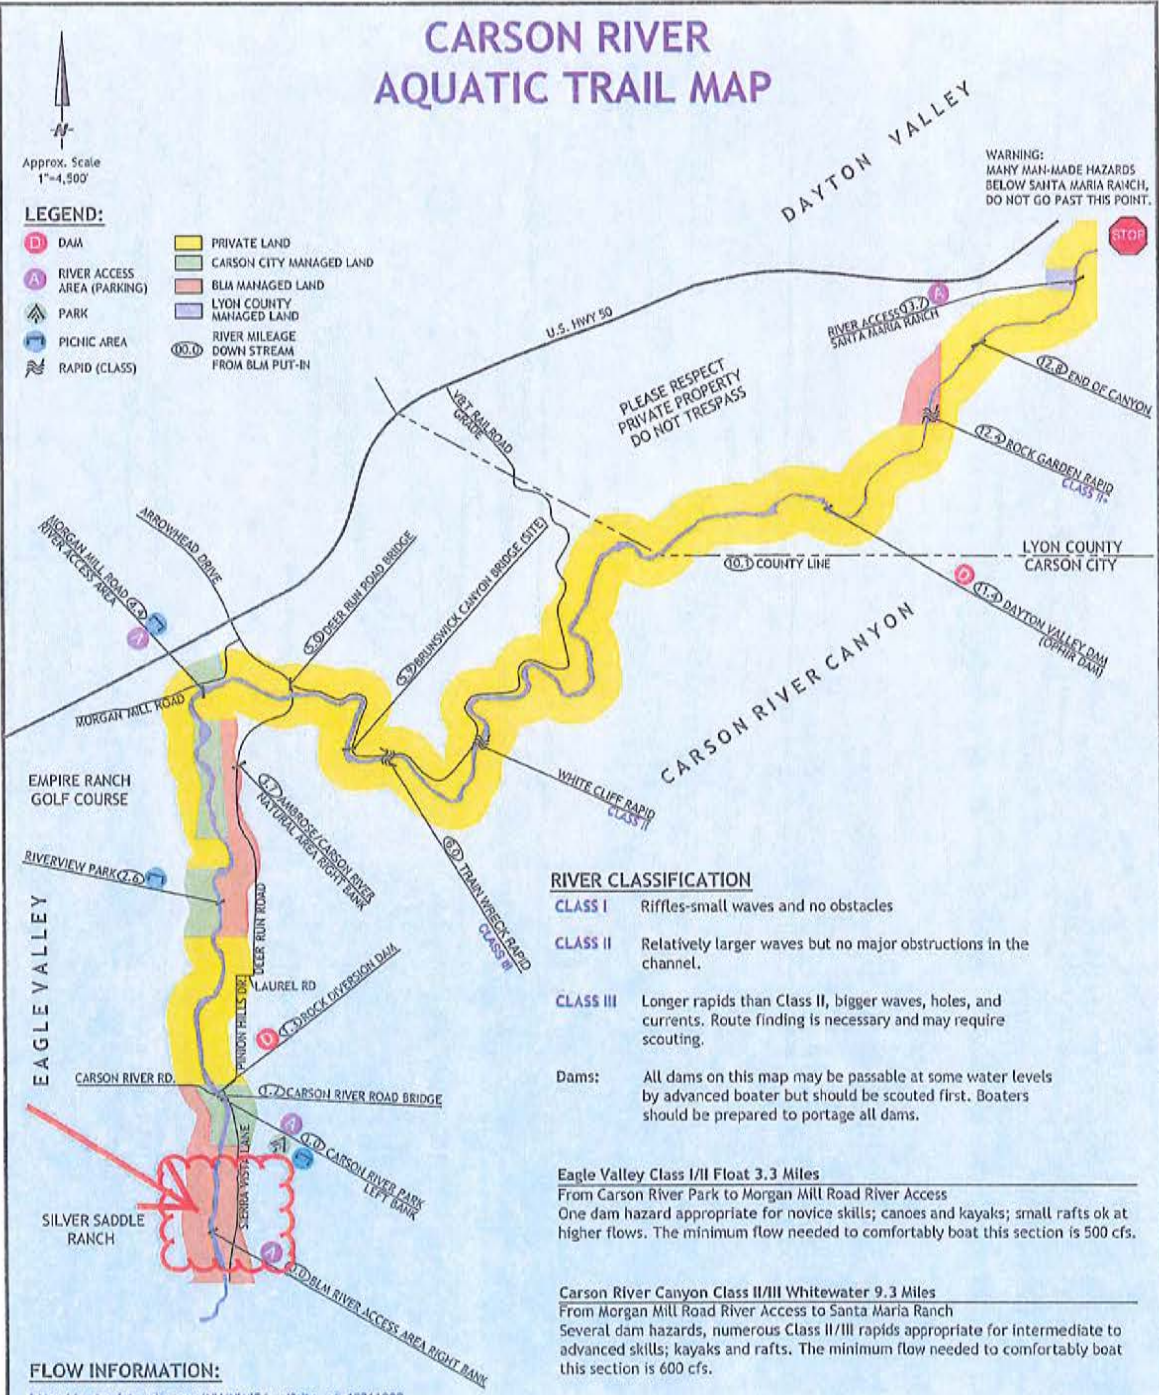 CARSON RIVER
AQUATIC TRAIL MAP
-N-
Approx. Scale
1"=4,500'
LEGEND:
D DAM
A RIVER ACCESS
AREA (PARKING)
PARK
PICNIC AREA
RAPID (CLASS)
PRIVATE LAND
CARSON CITY MANAGED LAND
BLM MANAGED LAND
LYON COUNTY
MANAGED LAND
00.0 RIVER MILEAGE
DOWN STREAM
FROM BLM PUT-IN
DAYTON VALLEY
WARNING:
MANY MAN-MADE HAZARDS
BELOW SANTA MARIA RANCH,
DO NOT GO PAST THIS POINT.
STOP
U.S. HWY 50
A
RIVER ACCESS 13.7
SANTA MARIA RANCH
PLEASE RESPECT
PRIVATE PROPERTY
DO NOT TRESPASS
12.8 END OF CANYON
12.4 ROCK GARDEN RAPID
CLASS II+
V&T RAILROAD
GRADE
ARROWHEAD DRIVE
MORGAN MILL ROAD 4.4
RIVER ACCESS AREA
A
5.0 DEER RUN ROAD BRIDGE
5.9 BRUNSWICK CANYON BRIDGE (SITE)
10.1 COUNTY LINE
LYON COUNTY
CARSON CITY
D
11.4 DAYTON VALLEY DAM
(OPHIR DAM)
CARSON RIVER CANYON
MORGAN MILL ROAD
EMPIRE RANCH
GOLF COURSE
3.7 AMBROSE/CARSON RIVER
NATURAL AREA RIGHT BANK
WHITE CLIFF RAPID
CLASS II
6.0 TRAIN WRECK RAPID
CLASS III
RIVERVIEW PARK 2.6
EAGLE VALLEY
DEER RUN ROAD
LAUREL RD
PINION HILLS DR
D
1.3 ROCK DIVERSION DAM
CARSON RIVER RD.
1.2 CARSON RIVER ROAD BRIDGE
A
1.0 CARSON RIVER PARK
LEFT BANK
SIERRA VISTA LANE
SILVER SADDLE
RANCH
A
0.0 BLM RIVER ACCESS AREA RIGHT BANK
RIVER CLASSIFICATION
CLASS I Riffles-small waves and no obstacles
CLASS II Relatively larger waves but no major obstructions in the
channel.
CLASS III Longer rapids than Class II, bigger waves, holes, and
currents. Route finding is necessary and may require
scouting.
Dams: All dams on this map may be passable at some water levels
by advanced boater but should be scouted first. Boaters
should be prepared to portage all dams.
Eagle Valley Class I/II Float 3.3 Miles
From Carson River Park to Morgan Mill Road River Access
One dam hazard appropriate for novice skills; canoes and kayaks; small rafts ok at
higher flows. The minimum flow needed to comfortably boat this section is 500 cfs.
Carson River Canyon Class II/III Whitewater 9.3 Miles
From Morgan Mill Road River Access to Santa Maria Ranch
Several dam hazards, numerous Class II/III rapids appropriate for intermediate to
advanced skills; kayaks and rafts. The minimum flow needed to comfortably boat
this section is 600 cfs.
FLOW INFORMATION: